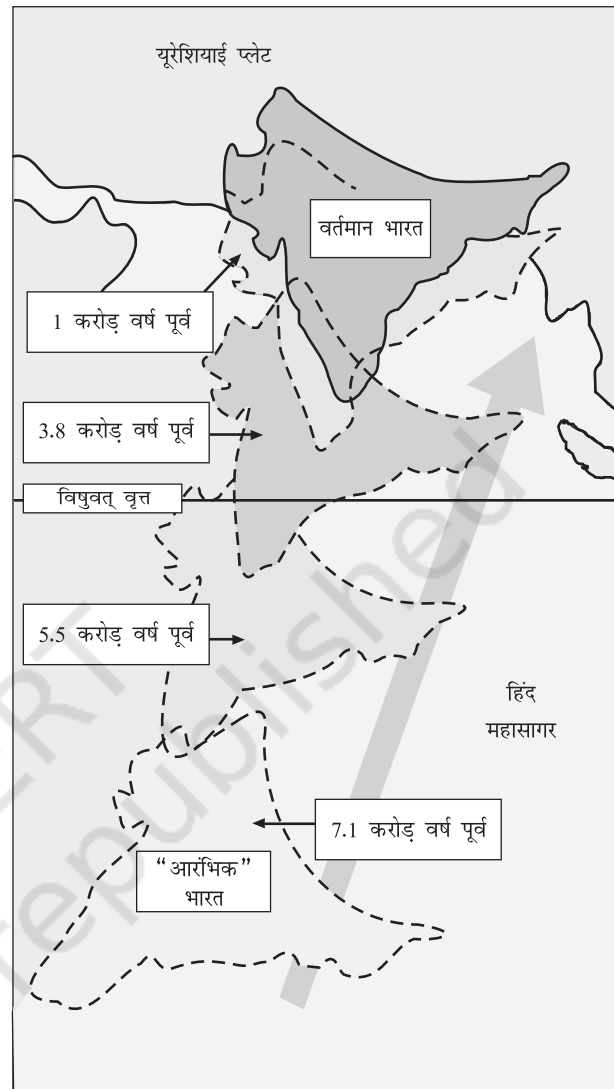 यूरेशियाई प्लेट
वर्तमान भारत
1 करोड़ वर्ष पूर्व
3.8 करोड़ वर्ष पूर्व
विषुवत् वृत्त
5.5 करोड़ वर्ष पूर्व
हिंद
महासागर
7.1 करोड़ वर्ष पूर्व
“आरंभिक”
भारत